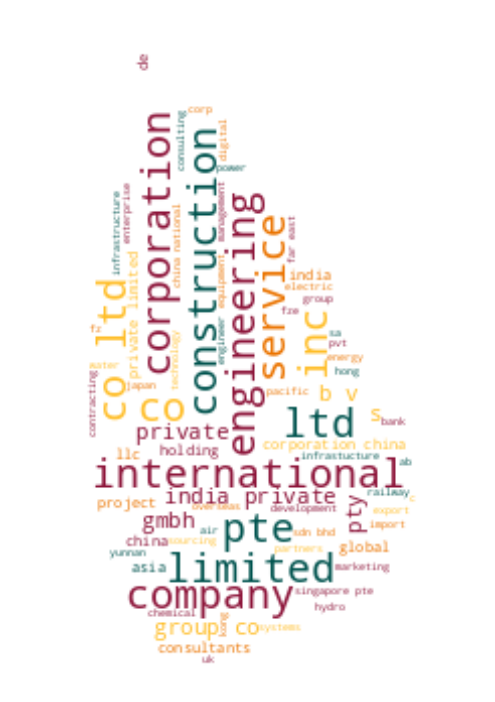 de
corp
corporation
consulting
construction
digital
power
management
engineering
infrastructure
enterprise
china national
equipment
engineer
service
far east
co ltd
private limited
technology
india
electric
group
fze
inc
sa
pvt
energy
hong
fz
water
japan
contracting
co
pacific
b v
ltd
s
bank
private
corporation china
holding
infrastucture
llc
ab
international
india private
railway
c
project
overseas
development
pty
export
gmbh
air
pte
sdn bhd
import
china
sourcing
partners
global
yunnan
asia
limited
marketing
company
singapore pte
chemical
hydro
group co
kong
systems
consultants
uk